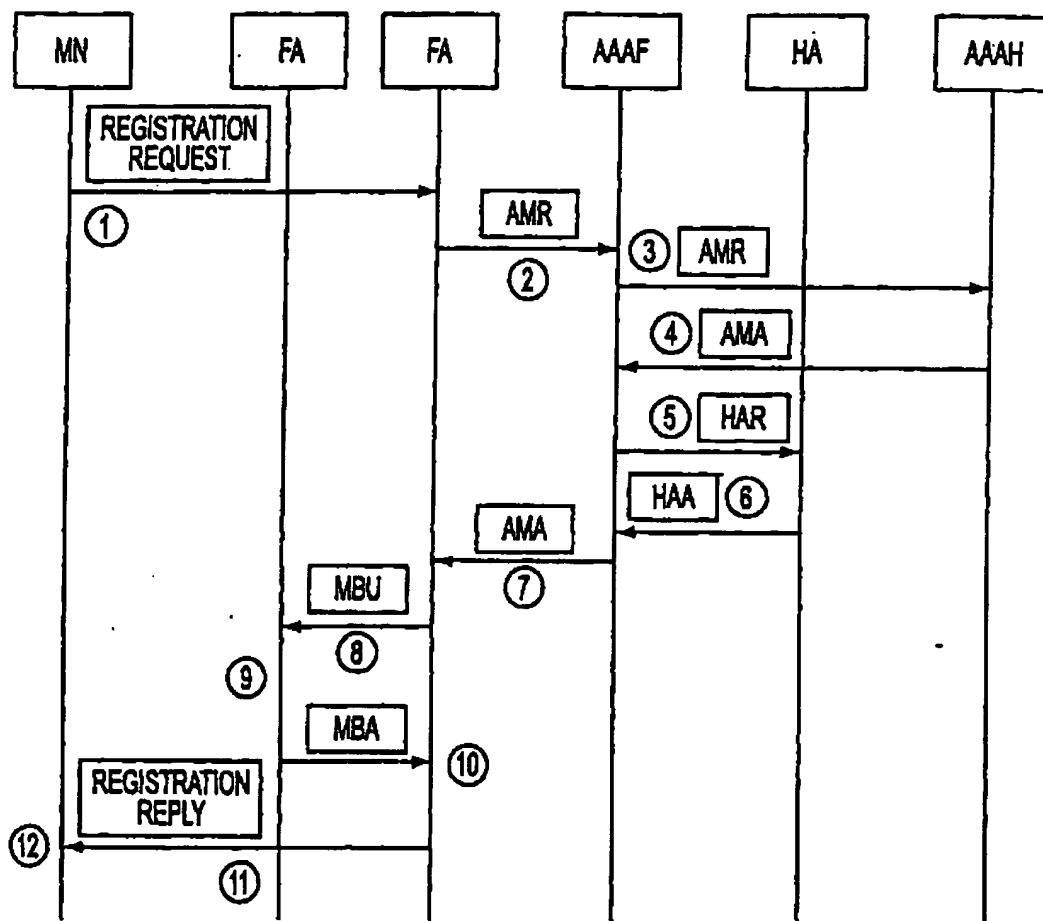 MN FA FA AAAF HA AAAH
REGISTRATION
REQUEST
1
AMR
2
3 AMR
4 AMA
5 HAR
HAA 6
AMA
7
MBU
8
9
MBA
10
REGISTRATION
REPLY
12
11